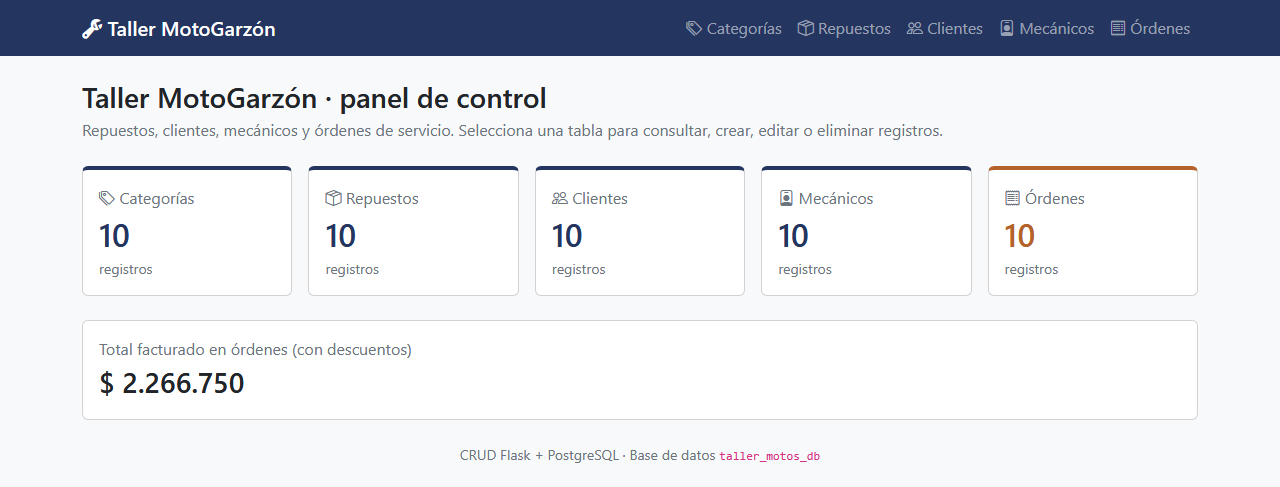 Taller MotoGarzón
Categorías Repuestos Clientes Mecánicos Órdenes
Taller MotoGarzón · panel de control
Repuestos, clientes, mecánicos y órdenes de servicio. Selecciona una tabla para consultar, crear, editar o eliminar registros.
Categorías
10
registros
Repuestos
10
registros
Clientes
10
registros
Mecánicos
10
registros
Órdenes
10
registros
Total facturado en órdenes (con descuentos)
$ 2.266.750
CRUD Flask + PostgreSQL · Base de datos taller_motos_db